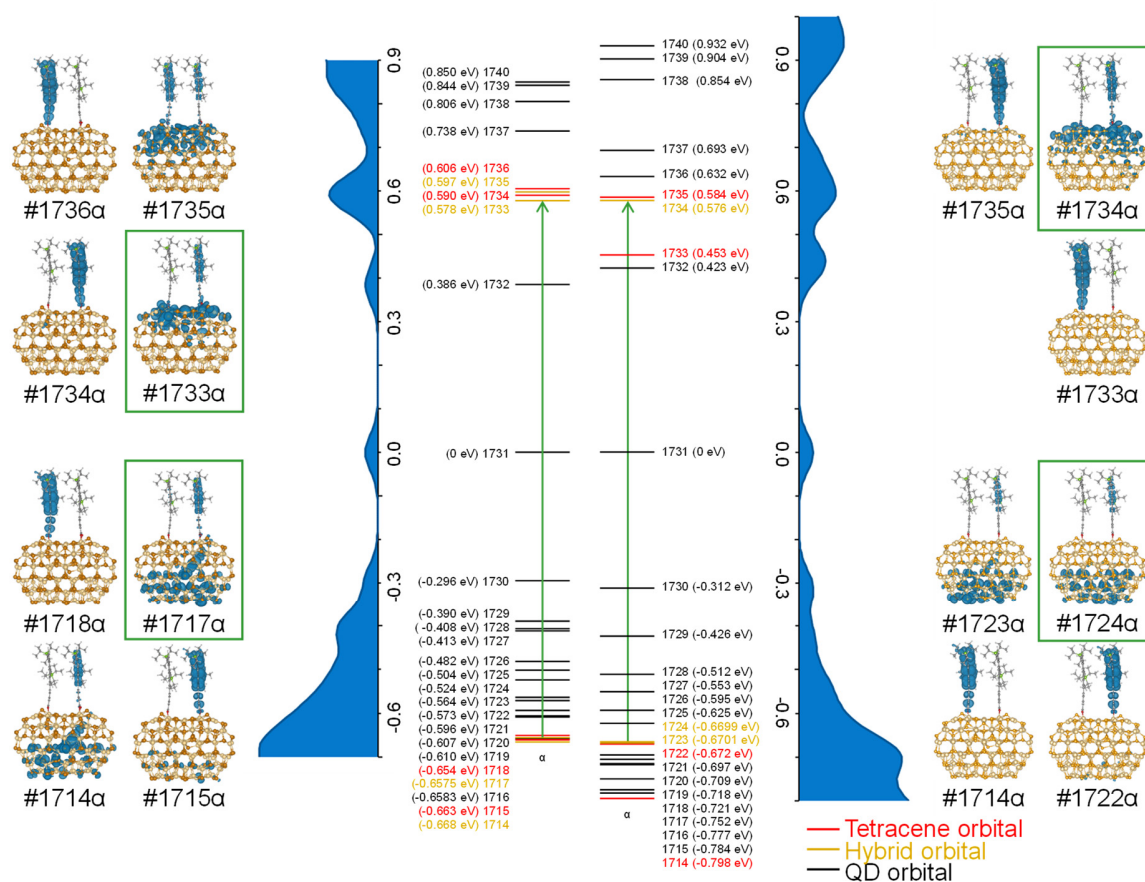 #1736α
#1735α
#1734α
#1733α
#1718α
#1717α
#1714α
#1715α
0.9
0.6
0.3
0.0
-0.3
-0.6
(0.850 eV) 1740
(0.844 eV) 1739
(0.806 eV) 1738
(0.738 eV) 1737
(0.606 eV) 1736
(0.597 eV) 1735
(0.590 eV) 1734
(0.578 eV) 1733
(0.386 eV) 1732
(0 eV) 1731
(-0.296 eV) 1730
(-0.390 eV) 1729
( -0.408 eV) 1728
(-0.413 eV) 1727
(-0.482 eV) 1726
(-0.504 eV) 1725
(-0.524 eV) 1724
(-0.564 eV) 1723
(-0.573 eV) 1722
(-0.596 eV) 1721
(-0.607 eV) 1720
(-0.610 eV) 1719
(-0.654 eV) 1718
(-0.6575 eV) 1717
(-0.6583 eV) 1716
(-0.663 eV) 1715
(-0.668 eV) 1714
α
1740 (0.932 eV)
1739 (0.904 eV)
1738 (0.854 eV)
1737 (0.693 eV)
1736 (0.632 eV)
1735 (0.584 eV)
1734 (0.576 eV)
1733 (0.453 eV)
1732 (0.423 eV)
1731 (0 eV)
1730 (-0.312 eV)
1729 (-0.426 eV)
1728 (-0.512 eV)
1727 (-0.553 eV)
1726 (-0.595 eV)
1725 (-0.625 eV)
1724 (-0.6699 eV)
1723 (-0.6701 eV)
1722 (-0.672 eV)
1721 (-0.697 eV)
1720 (-0.709 eV)
1719 (-0.718 eV)
1718 (-0.721 eV)
1717 (-0.752 eV)
1716 (-0.777 eV)
1715 (-0.784 eV)
1714 (-0.798 eV)
α
0.9
0.6
0.3
0.0
-0.3
-0.6
#1735α
#1734α
#1733α
#1723α
#1724α
#1714α
#1722α
Tetracene orbital
Hybrid orbital
QD orbital